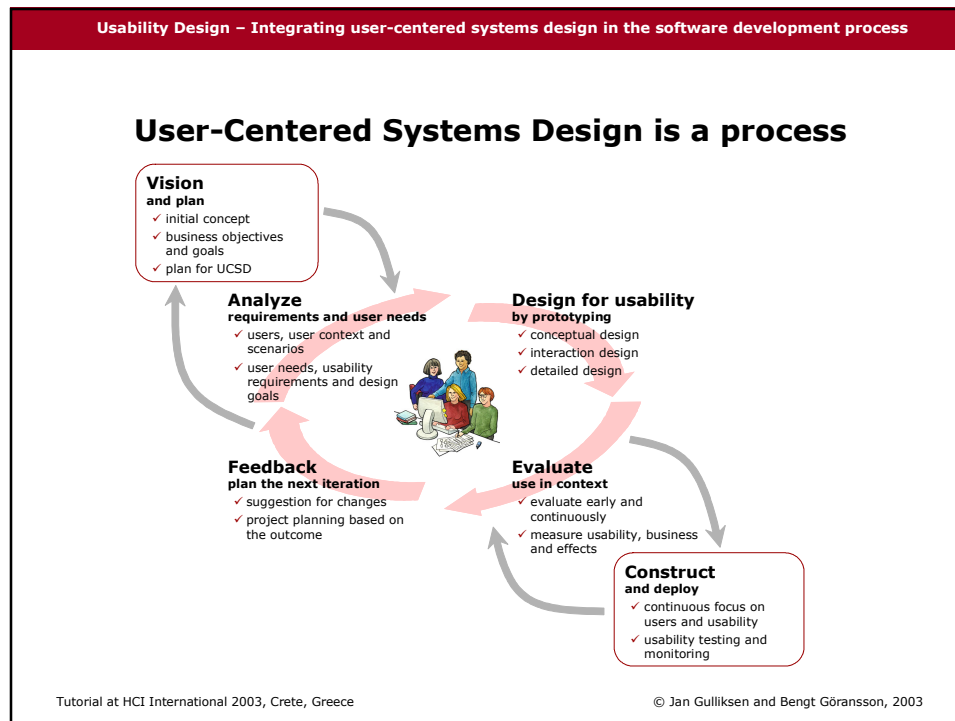 Usability Design – Integrating user-centered systems design in the software development process
User-Centered Systems Design is a process
Vision
and plan
✓ initial concept
✓ business objectives
and goals
✓ plan for UCSD
Analyze
requirements and user needs
✓ users, user context and
scenarios
✓ user needs, usability
requirements and design
goals
Design for usability
by prototyping
✓ conceptual design
✓ interaction design
✓ detailed design
Feedback
plan the next iteration
✓ suggestion for changes
✓ project planning based on
the outcome
Evaluate
use in context
✓ evaluate early and
continuously
✓ measure usability, business
and effects
Construct
and deploy
✓ continuous focus on
users and usability
✓ usability testing and
monitoring
Tutorial at HCI International 2003, Crete, Greece
© Jan Gulliksen and Bengt Göransson, 2003